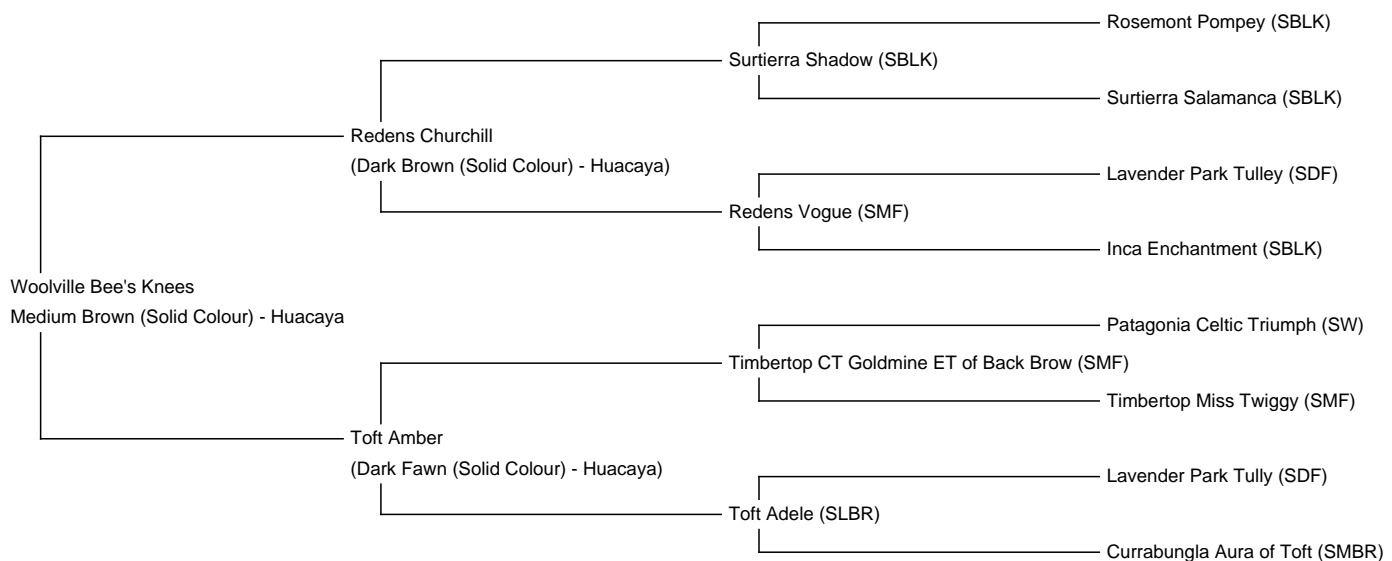 Rosemont Pompey (SBLK)
Surtierra Shadow (SBLK)
Surtierra Salamanca (SBLK)
Redens Churchill
(Dark Brown (Solid Colour) - Huacaya)
Lavender Park Tulley (SDF)
Redens Vogue (SMF)
Inca Enchantment (SBLK)
Woolville Bee's Knees
Medium Brown (Solid Colour) - Huacaya
Patagonia Celtic Triumph (SW)
Timbertop CT Goldmine ET of Back Brow (SMF)
Timbertop Miss Twiggy (SMF)
Toft Amber
(Dark Fawn (Solid Colour) - Huacaya)
Lavender Park Tully (SDF)
Toft Adele (SLBR)
Currabungla Aura of Toft (SMBR)